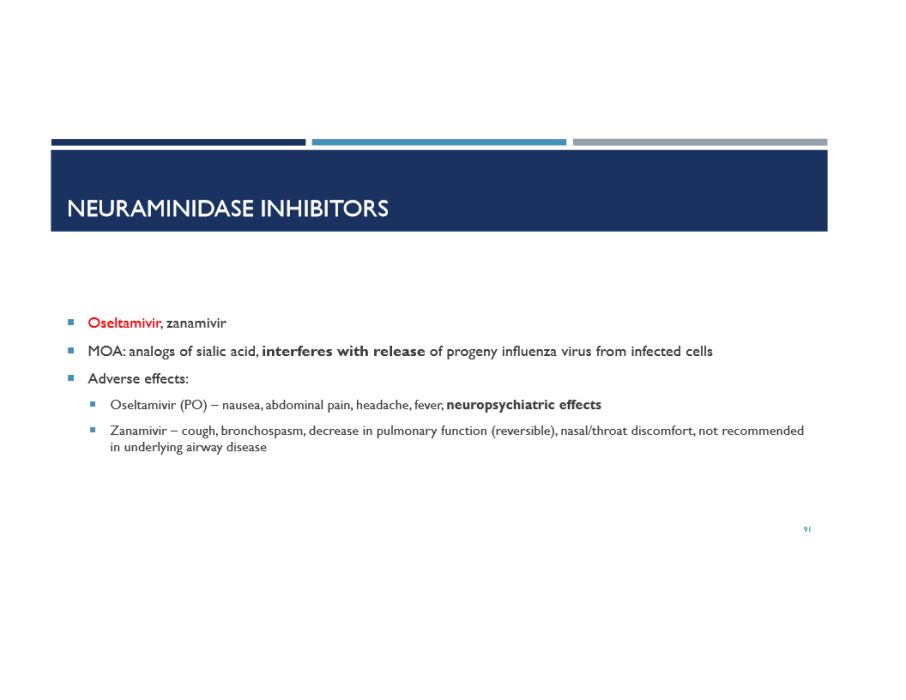 NEURAMINIDASE INHIBITORS
Oseltamivir, zanamivir
MOA: analogs of sialic acid, interferes with release of progeny influenza virus from infected cells
Adverse effects:
Oseltamivir (PO) – nausea, abdominal pain, headache, fever, neuropsychiatric effects
Zanamivir – cough, bronchospasm, decrease in pulmonary function (reversible), nasal/throat discomfort, not recommended
in underlying airway disease
91